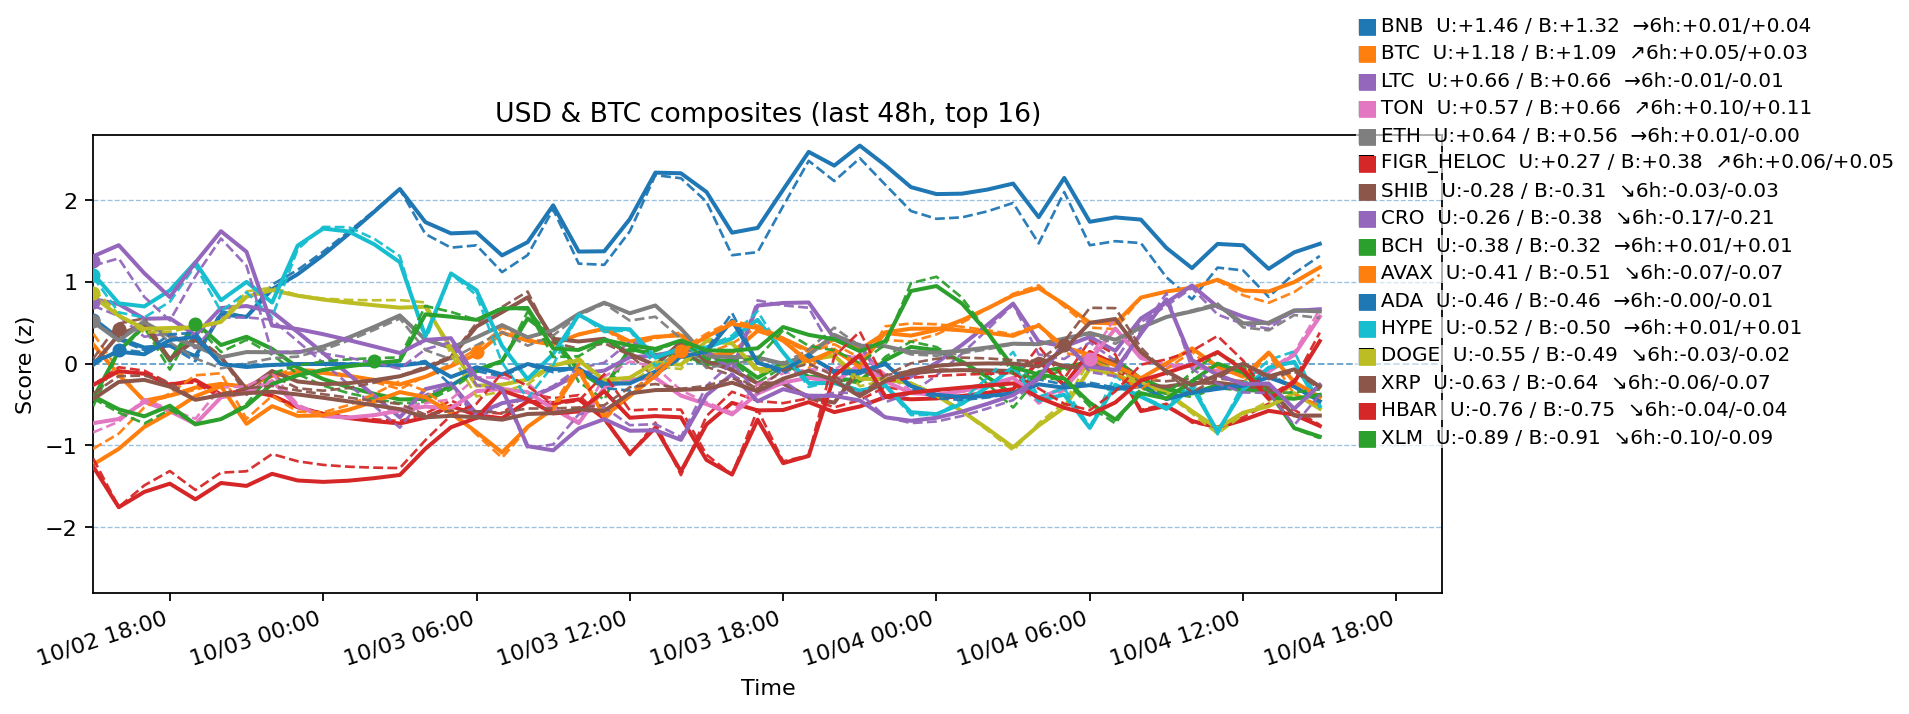 BNB U:+1.46 / B:+1.32 →6h:+0.01/+0.04
BTC U:+1.18 / B:+1.09 ↗6h:+0.05/+0.03
LTC U:+0.66 / B:+0.66 →6h:-0.01/-0.01
TON U:+0.57 / B:+0.66 ↗6h:+0.10/+0.11
ETH U:+0.64 / B:+0.56 →6h:+0.01/-0.00
FIGR_HELOC U:+0.27 / B:+0.38 ↗6h:+0.06/+0.05
SHIB U:-0.28 / B:-0.31 ↘6h:-0.03/-0.03
CRO U:-0.26 / B:-0.38 ↘6h:-0.17/-0.21
BCH U:-0.38 / B:-0.32 →6h:+0.01/+0.01
AVAX U:-0.41 / B:-0.51 ↘6h:-0.07/-0.07
ADA U:-0.46 / B:-0.46 →6h:-0.00/-0.01
HYPE U:-0.52 / B:-0.50 →6h:+0.01/+0.01
DOGE U:-0.55 / B:-0.49 ↘6h:-0.03/-0.02
XRP U:-0.63 / B:-0.64 ↘6h:-0.06/-0.07
HBAR U:-0.76 / B:-0.75 ↘6h:-0.04/-0.04
XLM U:-0.89 / B:-0.91 ↘6h:-0.10/-0.09
USD & BTC composites (last 48h, top 16)
Score (z)
2
1
0
−1
−2
10/02 18:00
10/03 00:00
10/03 06:00
10/03 12:00
10/03 18:00
10/04 00:00
10/04 06:00
10/04 12:00
10/04 18:00
Time